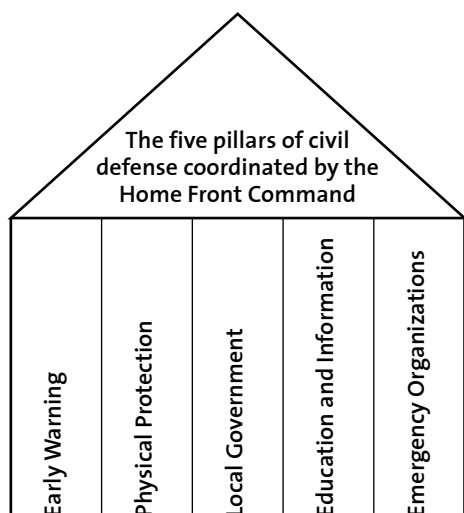 The five pillars of civil
defense coordinated by the
Home Front Command
Early Warning
Physical Protection
Local Government
Education and Information
Emergency Organizations